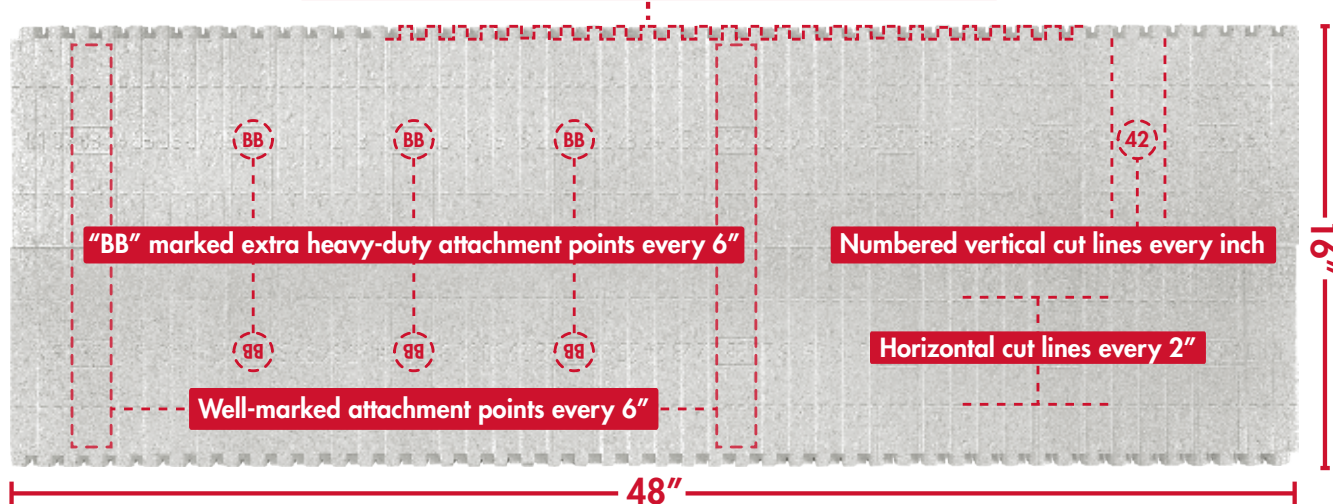 BB BB BB 42
“BB” marked extra heavy-duty attachment points every 6” Numbered vertical cut lines every inch
16”
Horizontal cut lines every 2”
BB BB BB
Well-marked attachment points every 6”
48”